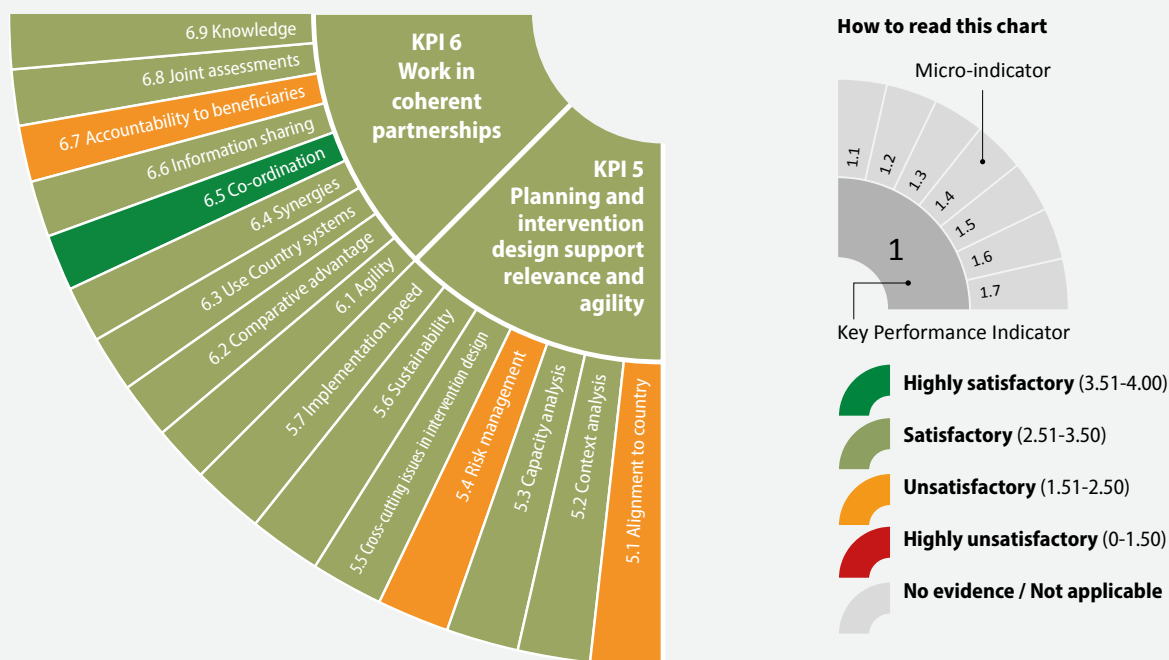 6.9 Knowledge
6.8 Joint assessments
6.7 Accountability to beneficiaries
6.6 Information sharing
6.5 Co-ordination
6.4 Synergies
6.3 Use Country systems
6.2 Comparative advantage
6.1 Agility
KPI 6
Work in
coherent
partnerships
5.7 Implementation speed
5.6 Sustainability
5.5 Cross-cutting issues in intervention design
5.4 Risk management
5.3 Capacity analysis
5.2 Context analysis
5.1 Alignment to country
KPI 5
Planning and
intervention
design support
relevance and
agility
How to read this chart
Micro-indicator
1.1
1.2
1.3
1.4
1.5
1.6
1.7
1
Key Performance Indicator
Highly satisfactory (3.51-4.00)
Satisfactory (2.51-3.50)
Unsatisfactory (1.51-2.50)
Highly unsatisfactory (0-1.50)
No evidence / Not applicable